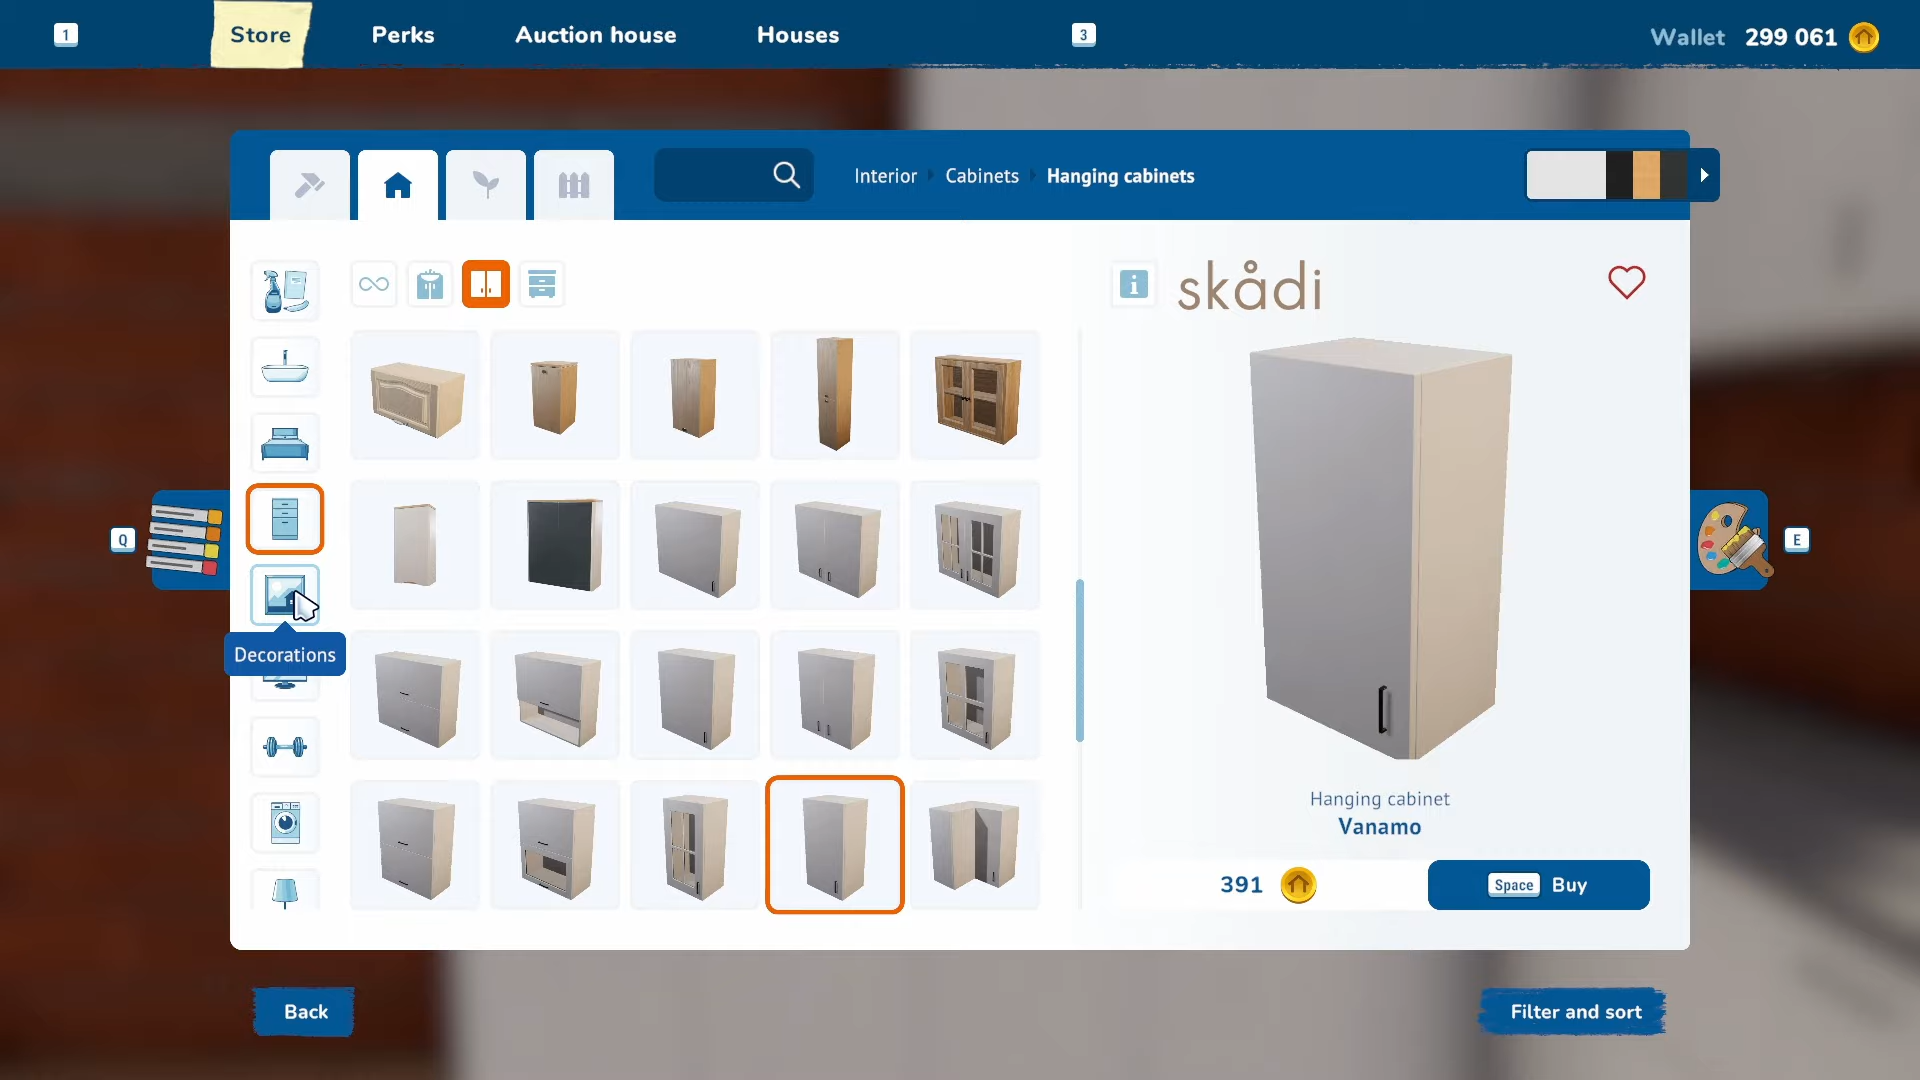 1
Store
Perks
Auction house
Houses
3
Wallet 299 061
Interior
Cabinets
Hanging cabinets
skådi
Q
E
Decorations
Hanging cabinet
Vanamo
391
Space Buy
Back
Filter and sort